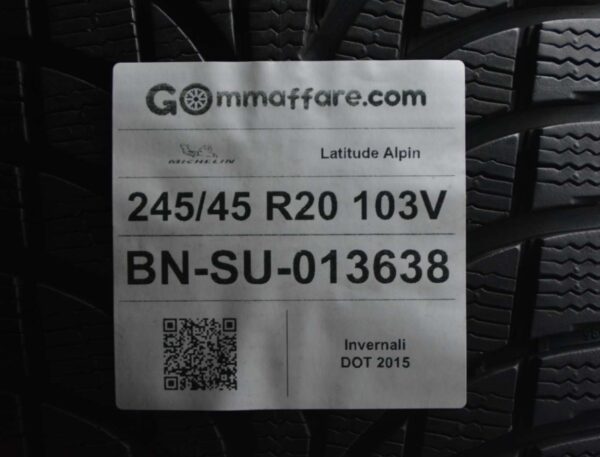 GOmmaffare.com
MICHELIN
Latitude Alpin
245/45 R20 103V
BN-SU-013638
Invernali
DOT 2015